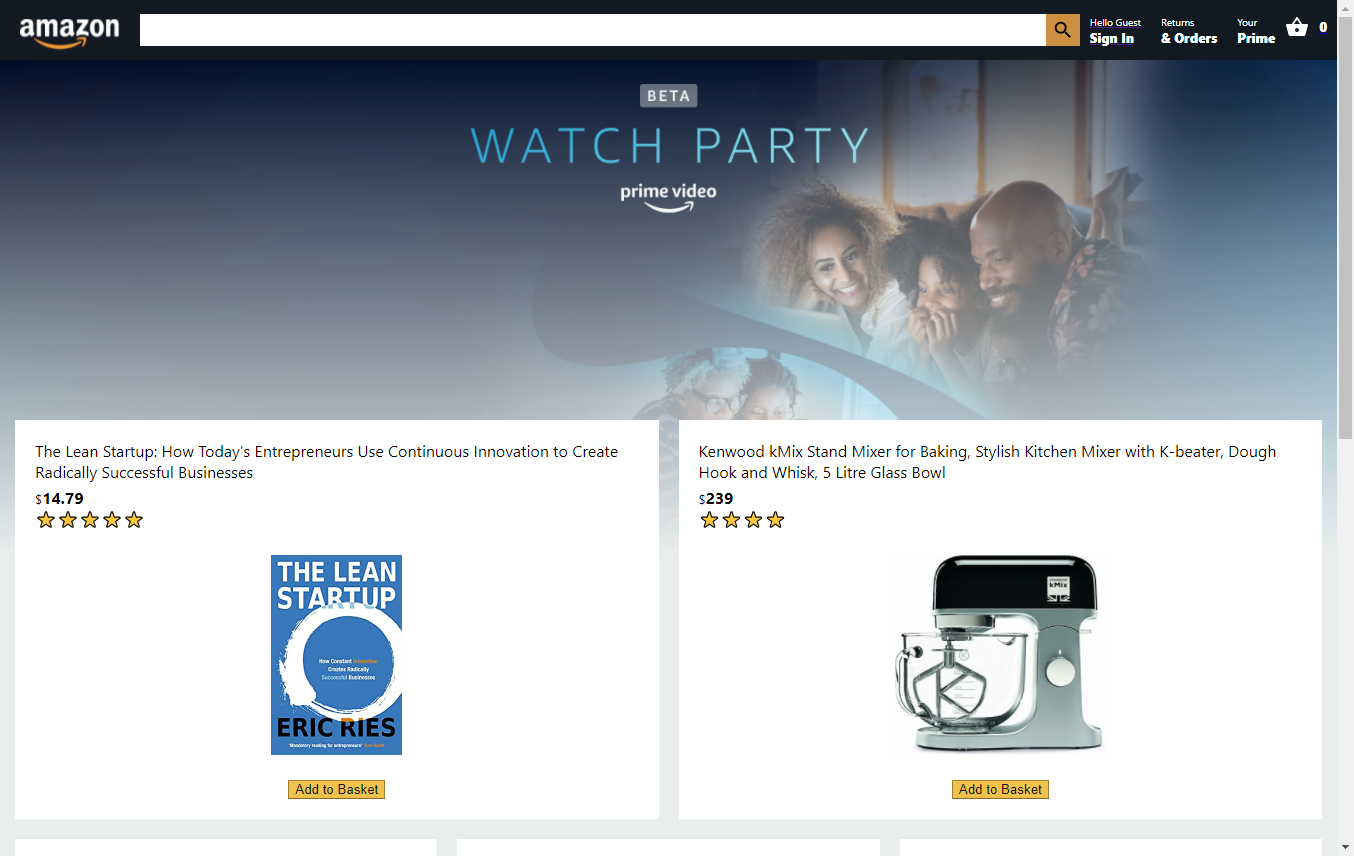 amazon
Hello Guest
Sign In
Returns
& Orders
Your
Prime
0
BETA
WATCH PARTY
prime video
The Lean Startup: How Today's Entrepreneurs Use Continuous Innovation to Create
Radically Successful Businesses
$14.79
THE LEAN
STARTUP
How Constant Innovation
Creates Radically
Successful Businesses
ERIC RIES
'Mandatory reading for entrepreneurs'
Add to Basket
Kenwood kMix Stand Mixer for Baking, Stylish Kitchen Mixer with K-beater, Dough
Hook and Whisk, 5 Litre Glass Bowl
$239
kMix
Add to Basket